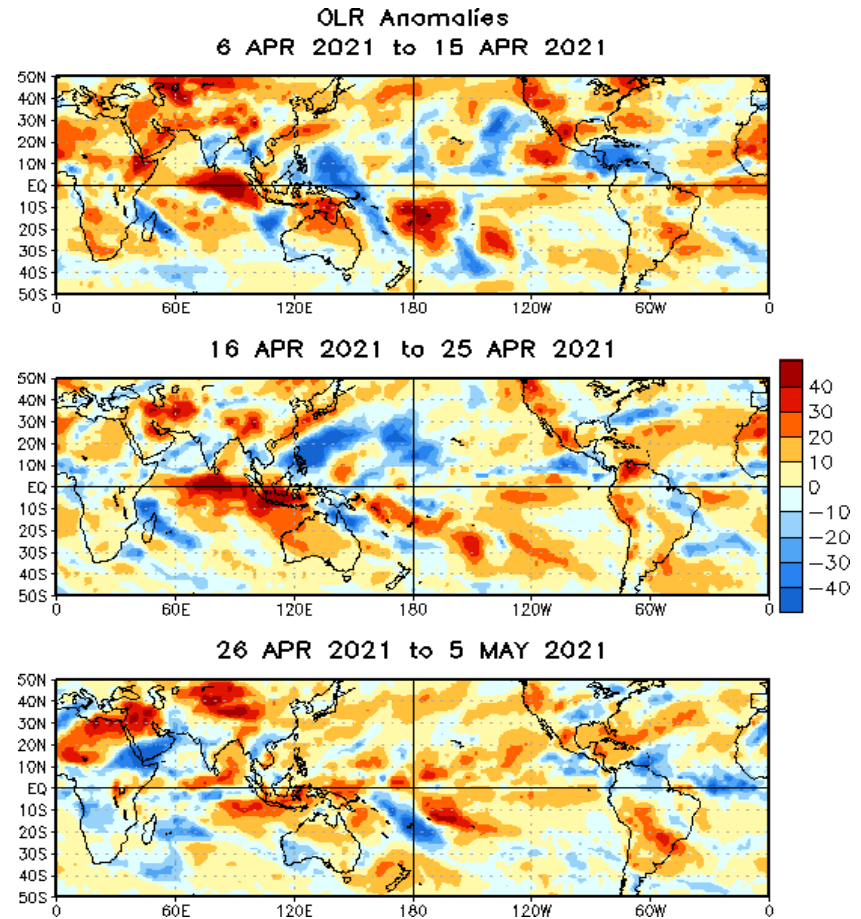 OLR Anomalies
6 APR 2021 to 15 APR 2021
50N
40N
30N
20N
10N
EQ
10S
20S
30S
40S
50S
0 60E 120E 180 120W 60W 0
16 APR 2021 to 25 APR 2021
50N
40N
30N
20N
10N
EQ
10S
20S
30S
40S
50S
0 60E 120E 180 120W 60W 0
40
30
20
10
0
−10
−20
−30
−40
26 APR 2021 to 5 MAY 2021
50N
40N
30N
20N
10N
EQ
10S
20S
30S
40S
50S
0 60E 120E 180 120W 60W 0